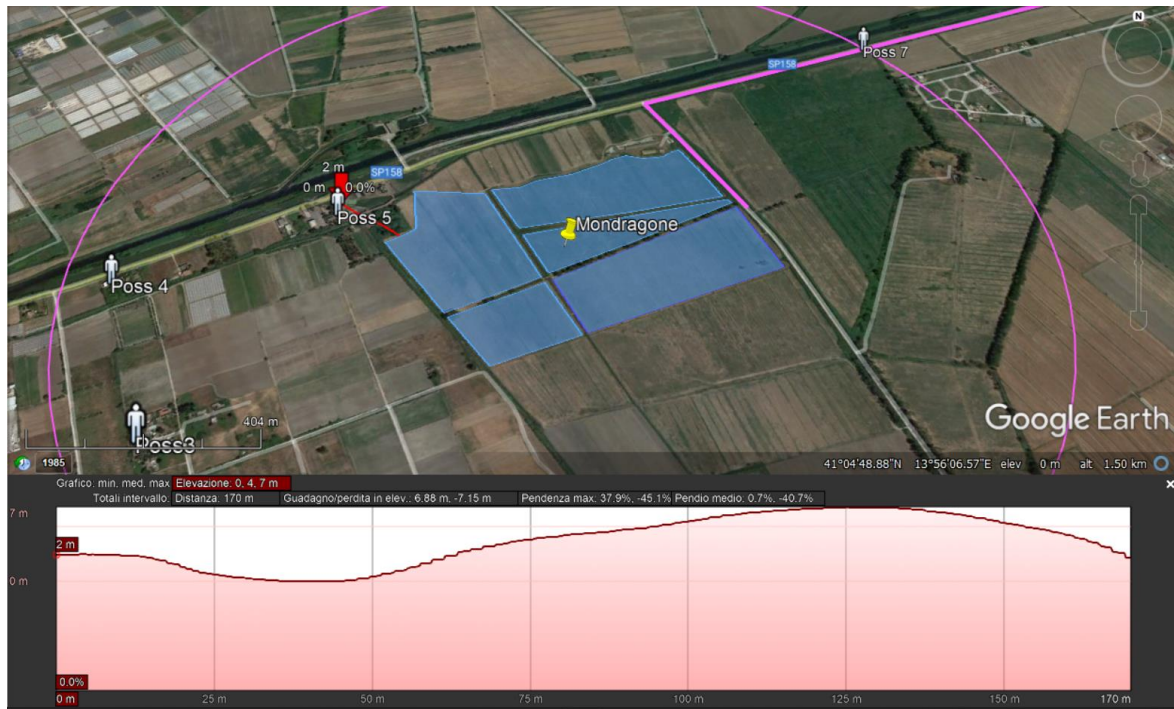 N
Poss 7
SP158
2 m
SP158
0 m 0.0%
Poss 5
Mondragone
Poss 4
404 m
Poss3
Google Earth
1985
41°04'48.88"N 13°56'06.57"E elev 0 m alt 1.50 km
Grafico: min. med. max Elevazione: 0, 4, 7 m
Totali intervallo: Distanza: 170 m Guadagno/perdita in elev.: 6.88 m, -7.15 m Pendenza max: 37.9%, -45.1% Pendio medio: 0.7%, -40.7%
7 m
2 m
0 m
0.0%
0 m 25 m 50 m 75 m 100 m 125 m 150 m 170 m